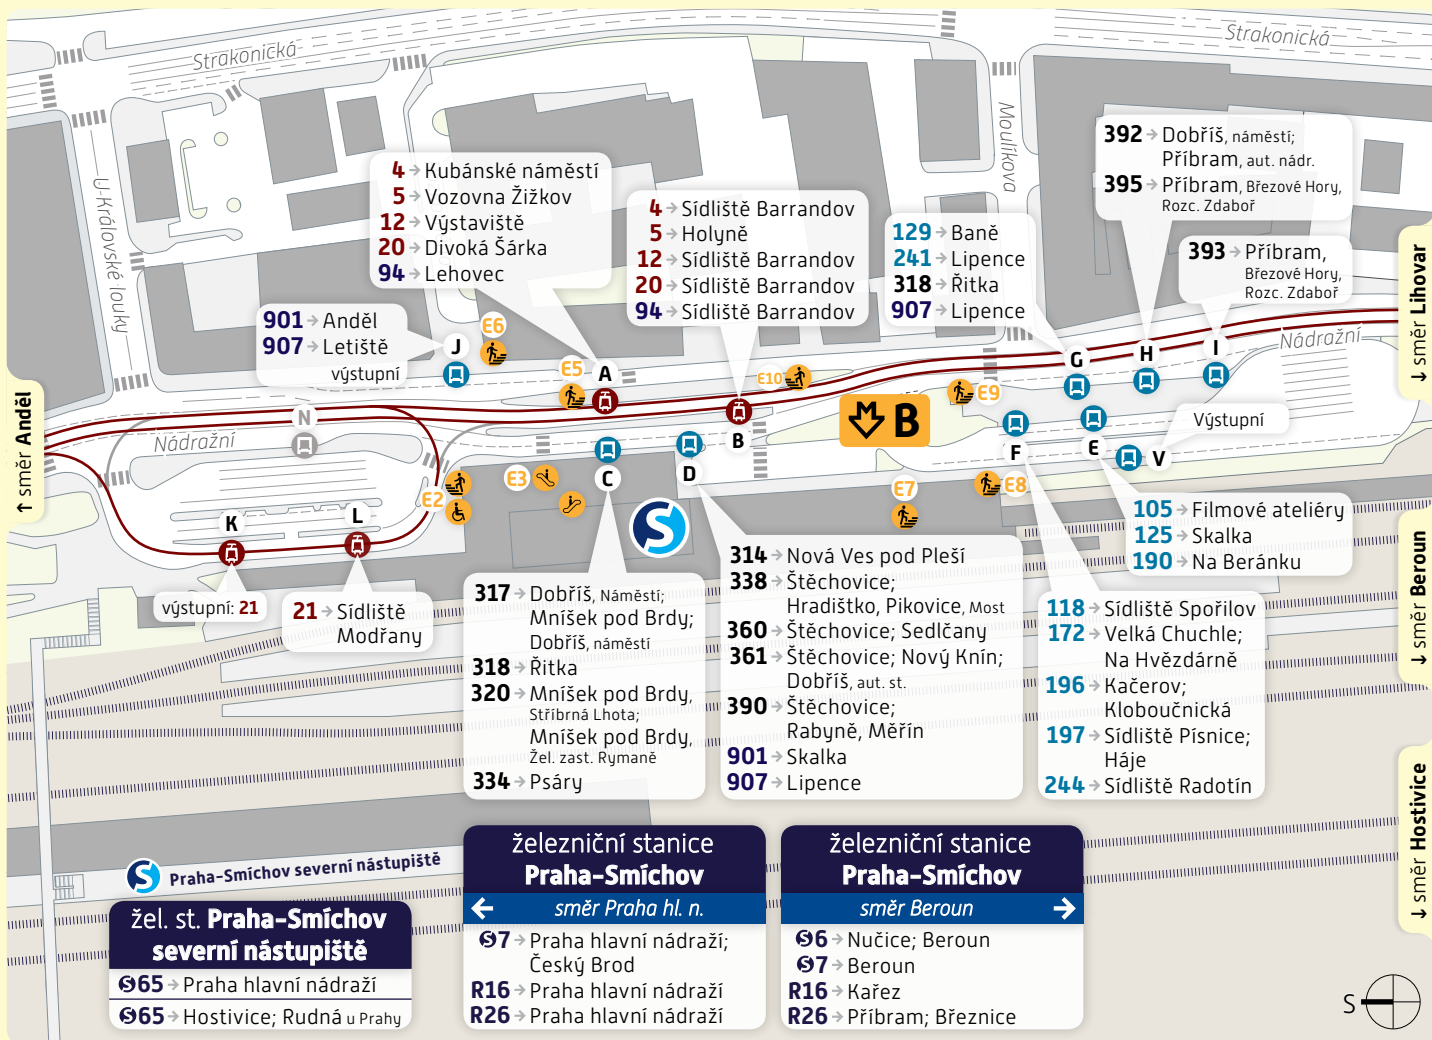 Strakonická
Strakonická
U Královské louky
Moulíkova
4 → Kubánské náměstí
5 → Vozovna Žižkov
12 → Výstaviště
20 → Divoká Šárka
94 → Lehovec
4 → Sídliště Barrandov
5 → Holyně
12 → Sídliště Barrandov
20 → Sídliště Barrandov
94 → Sídliště Barrandov
129 → Baně
241 → Lipence
318 → Řitka
907 → Lipence
392 → Dobříš, náměstí;
Příbram, aut. nádr.
395 → Příbram, Březové Hory,
Rozc. Zdaboř
393 → Příbram,
Březové Hory,
Rozc. Zdaboř
901 → Anděl
907 → Letiště
výstupní
J
E6
E5
A
E10
B
G
H
I
Nádražní
↓ směr Lihovar
↑ směr Anděl
N
Nádražní
E2
E3
C
D
B
E9
F
E
V
Výstupní
E7
E8
S
K
L
výstupní: 21
21 → Sídliště
Modřany
105 → Filmové ateliéry
125 → Skalka
190 → Na Beránku
↓ směr Beroun
317 → Dobříš, Náměstí;
Mníšek pod Brdy;
Dobříš, náměstí
318 → Řitka
320 → Mníšek pod Brdy,
Stříbrná Lhota;
Mníšek pod Brdy,
Žel. zast. Rymaně
334 → Psáry
314 → Nová Ves pod Pleší
338 → Štěchovice;
Hradištko, Pikovice, Most
360 → Štěchovice; Sedlčany
361 → Štěchovice; Nový Knín;
Dobříš, aut. st.
390 → Štěchovice;
Rabyně, Měřín
901 → Skalka
907 → Lipence
118 → Sídliště Spořilov
172 → Velká Chuchle;
Na Hvězdárně
196 → Kačerov;
Kloboučnická
197 → Sídliště Písnice;
Háje
244 → Sídliště Radotín
↓ směr Hostivice
S Praha-Smíchov severní nástupiště
žel. st. Praha-Smíchov
severní nástupiště
S65 → Praha hlavní nádraží
S65 → Hostivice; Rudná u Prahy
železniční stanice
Praha-Smíchov
← směr Praha hl. n.
S7 → Praha hlavní nádraží;
Český Brod
R16 → Praha hlavní nádraží
R26 → Praha hlavní nádraží
železniční stanice
Praha-Smíchov
směr Beroun →
S6 → Nučice; Beroun
S7 → Beroun
R16 → Kařez
R26 → Příbram; Březnice
S